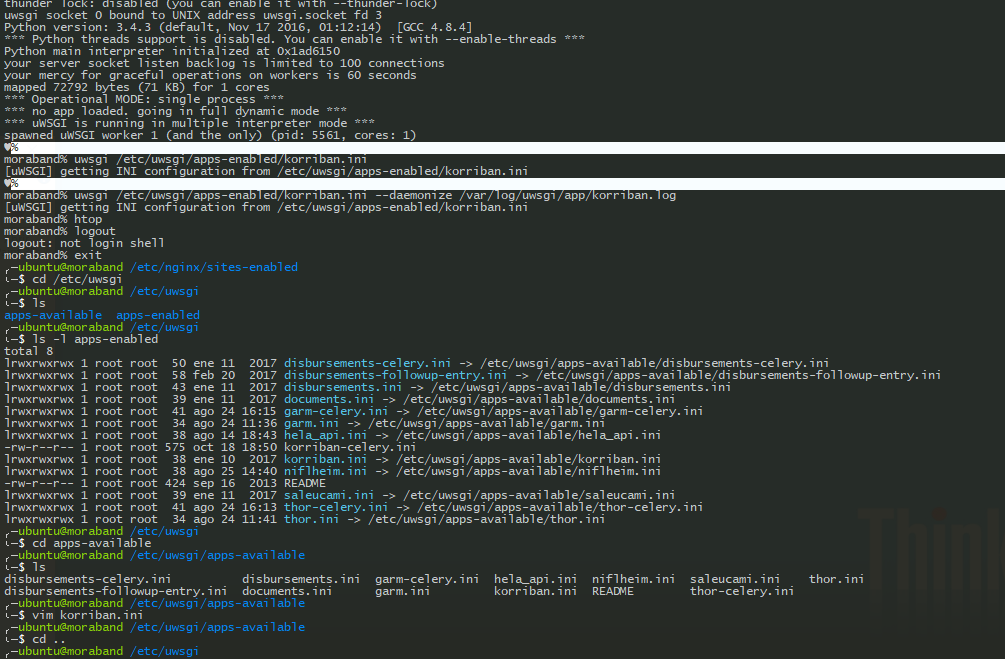 thunder lock: disabled (you can enable it with --thunder-lock)
uwsgi socket 0 bound to UNIX address uwsgi.socket fd 3
Python version: 3.4.3 (default, Nov 17 2016, 01:12:14)  [GCC 4.8.4]
*** Python threads support is disabled. You can enable it with --enable-threads ***
Python main interpreter initialized at 0x1ad6150
your server socket listen backlog is limited to 100 connections
your mercy for graceful operations on workers is 60 seconds
mapped 72792 bytes (71 KB) for 1 cores
*** Operational MODE: single process ***
*** no app loaded. going in full dynamic mode ***
*** uWSGI is running in multiple interpreter mode ***
spawned uWSGI worker 1 (and the only) (pid: 5561, cores: 1)
♥%
moraband% uwsgi /etc/uwsgi/apps-enabled/korriban.ini
[uWSGI] getting INI configuration from /etc/uwsgi/apps-enabled/korriban.ini
♥%
moraband% uwsgi /etc/uwsgi/apps-enabled/korriban.ini --daemonize /var/log/uwsgi/app/korriban.log
[uWSGI] getting INI configuration from /etc/uwsgi/apps-enabled/korriban.ini
moraband% htop
moraband% logout
logout: not login shell
moraband% exit
╭─ubuntu@moraband /etc/nginx/sites-enabled
╰─$ cd /etc/uwsgi
╭─ubuntu@moraband /etc/uwsgi
╰─$ ls
apps-available  apps-enabled
╭─ubuntu@moraband /etc/uwsgi
╰─$ ls -l apps-enabled
total 8
lrwxrwxrwx 1 root root  50 ene 11  2017 disbursements-celery.ini -> /etc/uwsgi/apps-available/disbursements-celery.ini
lrwxrwxrwx 1 root root  58 feb 20  2017 disbursements-followup-entry.ini -> /etc/uwsgi/apps-available/disbursements-followup-entry.ini
lrwxrwxrwx 1 root root  43 ene 11  2017 disbursements.ini -> /etc/uwsgi/apps-available/disbursements.ini
lrwxrwxrwx 1 root root  39 ene 11  2017 documents.ini -> /etc/uwsgi/apps-available/documents.ini
lrwxrwxrwx 1 root root  41 ago 24 16:15 garm-celery.ini -> /etc/uwsgi/apps-available/garm-celery.ini
lrwxrwxrwx 1 root root  34 ago 24 11:36 garm.ini -> /etc/uwsgi/apps-available/garm.ini
lrwxrwxrwx 1 root root  38 ago 14 18:43 hela_api.ini -> /etc/uwsgi/apps-available/hela_api.ini
-rw-r--r-- 1 root root 575 oct 18 18:50 korriban-celery.ini
lrwxrwxrwx 1 root root  38 ene 10  2017 korriban.ini -> /etc/uwsgi/apps-available/korriban.ini
lrwxrwxrwx 1 root root  38 ago 25 14:40 niflheim.ini -> /etc/uwsgi/apps-available/niflheim.ini
-rw-r--r-- 1 root root 424 sep 16  2013 README
lrwxrwxrwx 1 root root  39 ene 11  2017 saleucami.ini -> /etc/uwsgi/apps-available/saleucami.ini
lrwxrwxrwx 1 root root  41 ago 24 16:13 thor-celery.ini -> /etc/uwsgi/apps-available/thor-celery.ini
lrwxrwxrwx 1 root root  34 ago 24 11:41 thor.ini -> /etc/uwsgi/apps-available/thor.ini
╭─ubuntu@moraband /etc/uwsgi
╰─$ cd apps-available
╭─ubuntu@moraband /etc/uwsgi/apps-available
╰─$ ls
disbursements-celery.ini          disbursements.ini  garm-celery.ini  hela_api.ini  niflheim.ini  saleucami.ini    thor.ini
disbursements-followup-entry.ini  documents.ini      garm.ini         korriban.ini  README        thor-celery.ini
╭─ubuntu@moraband /etc/uwsgi/apps-available
╰─$ vim korriban.ini
╭─ubuntu@moraband /etc/uwsgi/apps-available
╰─$ cd ..
╭─ubuntu@moraband /etc/uwsgi